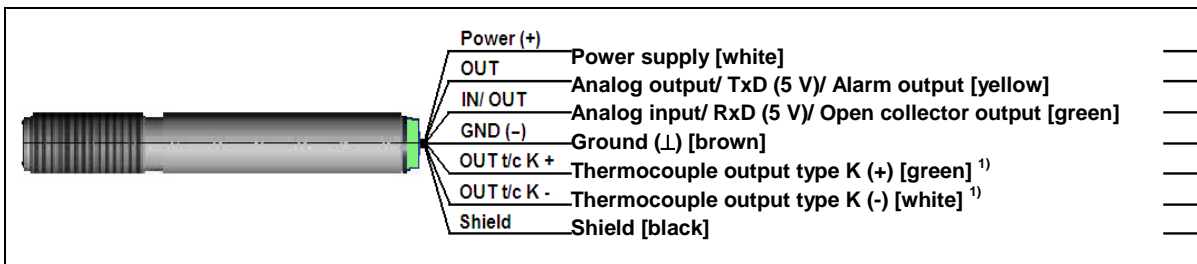 Power (+) Power supply [white]
OUT Analog output/ TxD (5 V)/ Alarm output [yellow]
IN/ OUT Analog input/ RxD (5 V)/ Open collector output [green]
GND (–) Ground (⊥) [brown]
OUT t/c K + Thermocouple output type K (+) [green] 1)
OUT t/c K - Thermocouple output type K (-) [white] 1)
Shield Shield [black]